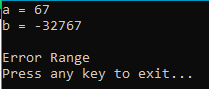 a = 67
b = -32767
Error Range
Press any key to exit...